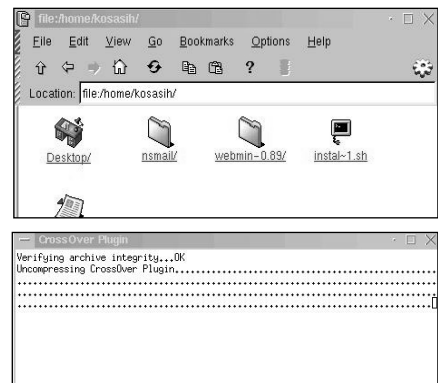 file:/home/kosasih/
File Edit View Go Bookmarks Options Help
?
Location: file:/home/kosasih/
Desktop/ nsmail/ webmin-0.89/ instal~1.sh
CrossOver Plugin
Verifying archive integrity...OK
Uncompressing CrossOver Plugin.......................................................
................................................................................................
................................................................................................
................................................................................................